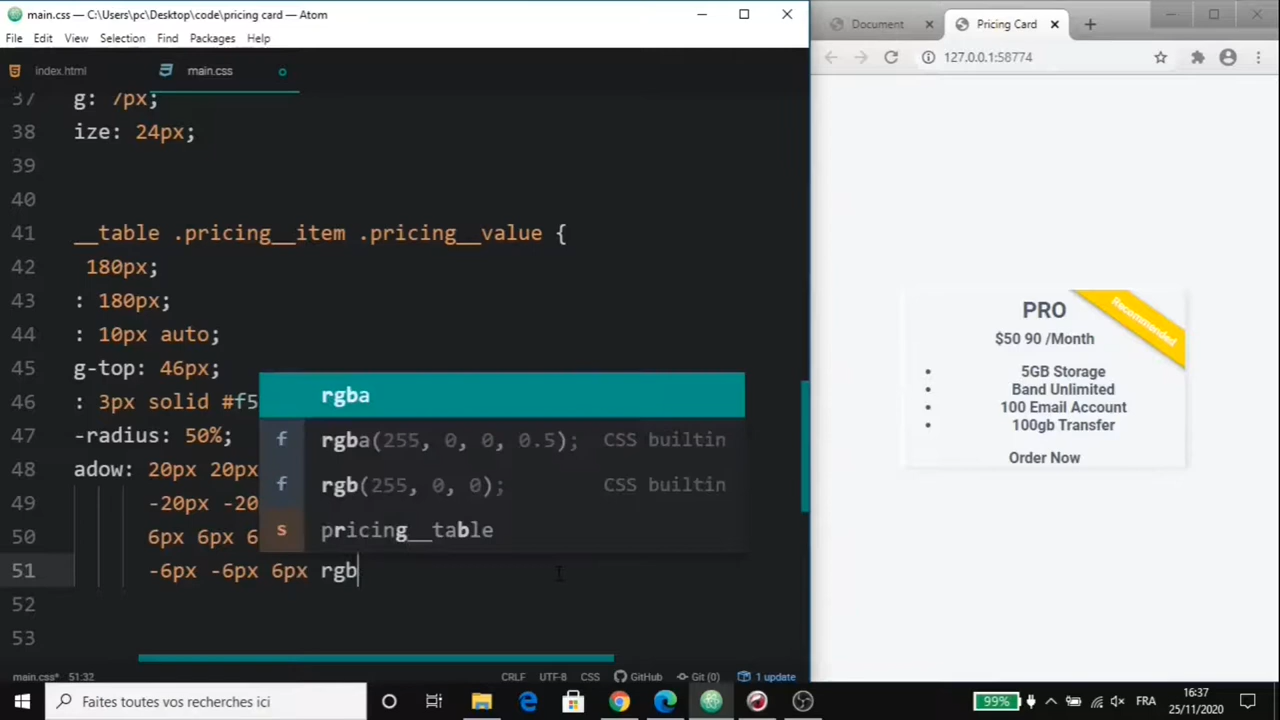 main.css — C:\Users\pc\Desktop\code\pricing card — Atom
File Edit View Selection Find Packages Help
index.html main.css
37 g: 7px;
38 ize: 24px;
39
40
41 __table .pricing__item .pricing__value {
42 180px;
43 : 180px;
44 : 10px auto;
45 g-top: 46px;
46 : 3px solid #f5
47 -radius: 50%;
48 adow: 20px 20px
49 -20px -20
50 6px 6px 6
51 -6px -6px 6px rgb
52
53
rgba
f rgba(255, 0, 0, 0.5); CSS builtin
f rgb(255, 0, 0); CSS builtin
s pricing__table
main.css* 51:32 CRLF UTF-8 CSS GitHub Git (0) 1 update
Document Pricing Card
127.0.0.1:58774
Recommended
PRO
$50 90 /Month
• 5GB Storage
• Band Unlimited
• 100 Email Account
• 100gb Transfer
Order Now
Faites toutes vos recherches ici
99% FRA 16:37
25/11/2020